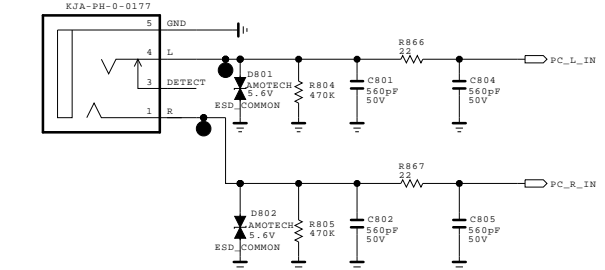 KJA-PH-0-0177
5 GND
4 L
3 DETECT
1 R
D801
AMOTECH
5.6V
ESD_COMMON
R804
470K
C801
560pF
50V
R866
22
C804
560pF
50V
PC_L_IN
D802
AMOTECH
5.6V
ESD_COMMON
R805
470K
C802
560pF
50V
R867
22
C805
560pF
50V
PC_R_IN